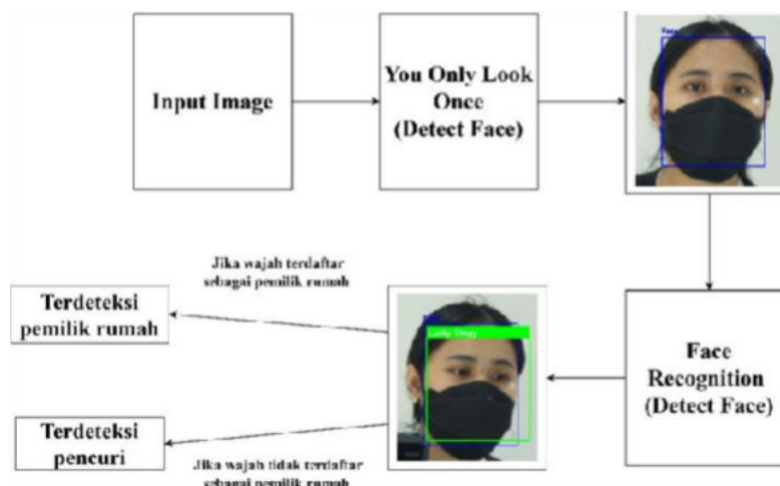 Input Image
You Only Look
Once
(Detect Face)
Face
Jika wajah terdaftar
sebagai pemilik rumah
Terdeteksi
pemilik rumah
Face
Recognition
(Detect Face)
Terdeteksi
pencuri
Jika wajah tidak terdaftar
sebagai pemilik rumah